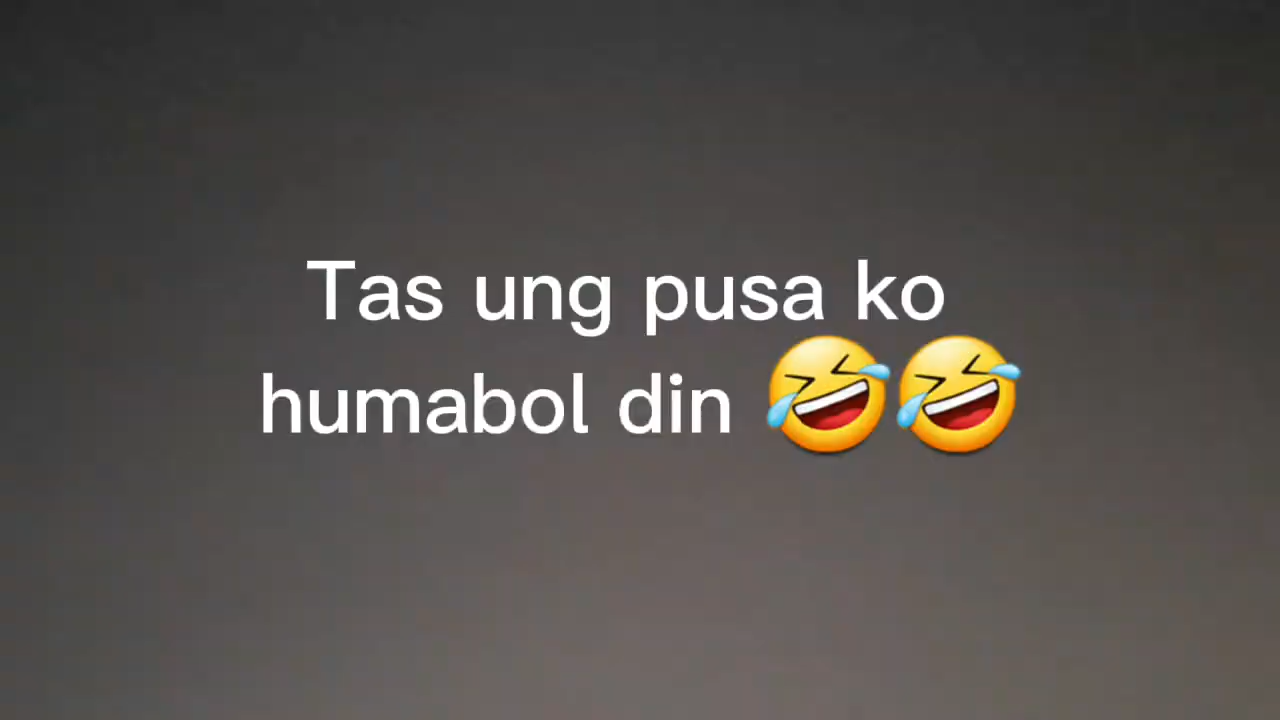 Tas ung pusa ko
humabol din 🤣🤣